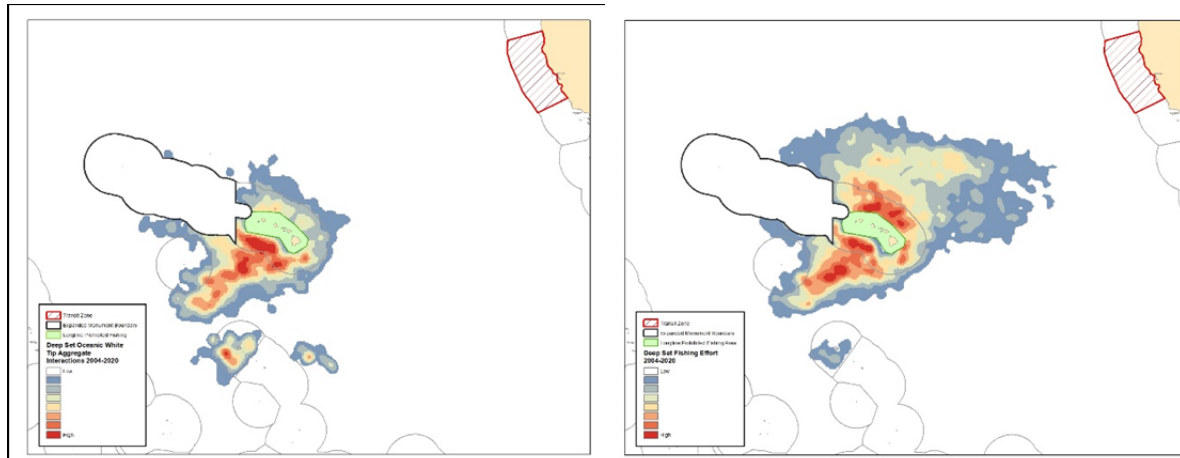 Transit Zone
Expanded Monument Boundary
Longline Prohibited Fishing
Deep Set Oceanic White
Tip Aggregate
Interactions 2004-2020
Low
High
Transit Zone
Expanded Monument Boundary
Longline Prohibited Fishing Area
Deep Set Fishing Effort
2004-2020
Low
High